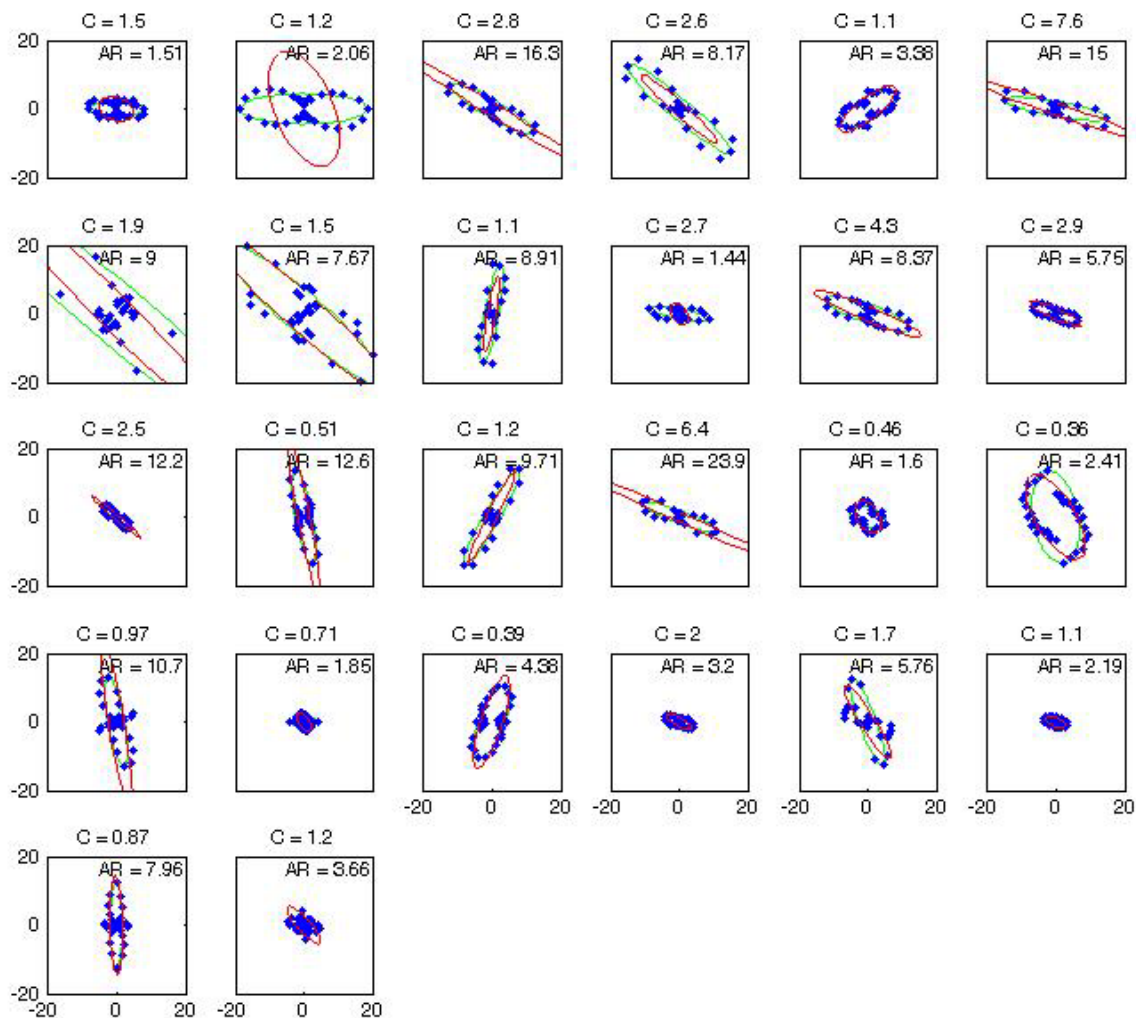 C = 1.5 C = 1.2 C = 2.8 C = 2.6 C = 1.1 C = 7.6
20 AR = 1.51 AR = 2.06 AR = 16.3 AR = 8.17 AR = 3.38 AR = 15
0
-20
C = 1.9 C = 1.5 C = 1.1 C = 2.7 C = 4.3 C = 2.9
20 AR = 9 AR = 7.67 AR = 8.91 AR = 1.44 AR = 8.37 AR = 5.75
0
-20
C = 2.5 C = 0.51 C = 1.2 C = 6.4 C = 0.46 C = 0.36
20 AR = 12.2 AR = 12.6 AR = 9.71 AR = 23.9 AR = 1.6 AR = 2.41
0
-20
C = 0.97 C = 0.71 C = 0.39 C = 2 C = 1.7 C = 1.1
20 AR = 10.7 AR = 1.85 AR = 4.38 AR = 3.2 AR = 5.76 AR = 2.19
0
-20
-20 0 20 -20 0 20 -20 0 20 -20 0 20
C = 0.87 C = 1.2
20 AR = 7.96 AR = 3.66
0
-20
-20 0 20 -20 0 20